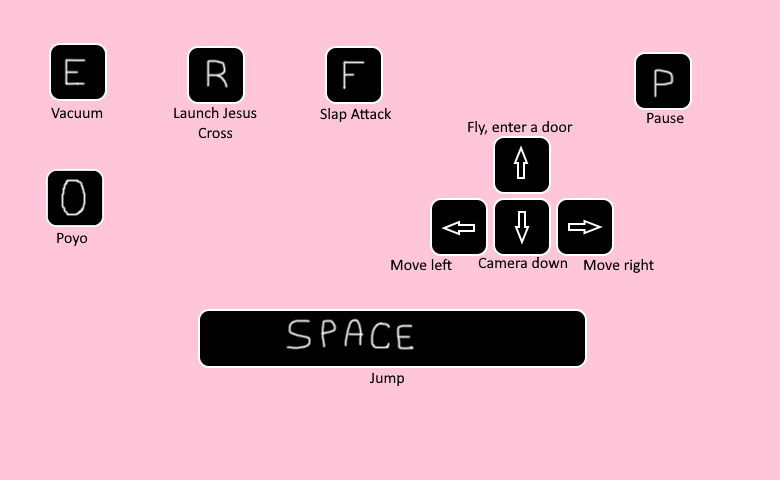 E
R
F
P
Vacuum
Launch Jesus
Cross
Slap Attack
Pause
Fly, enter a door
O
Poyo
Move left
Camera down
Move right
SPACE
Jump